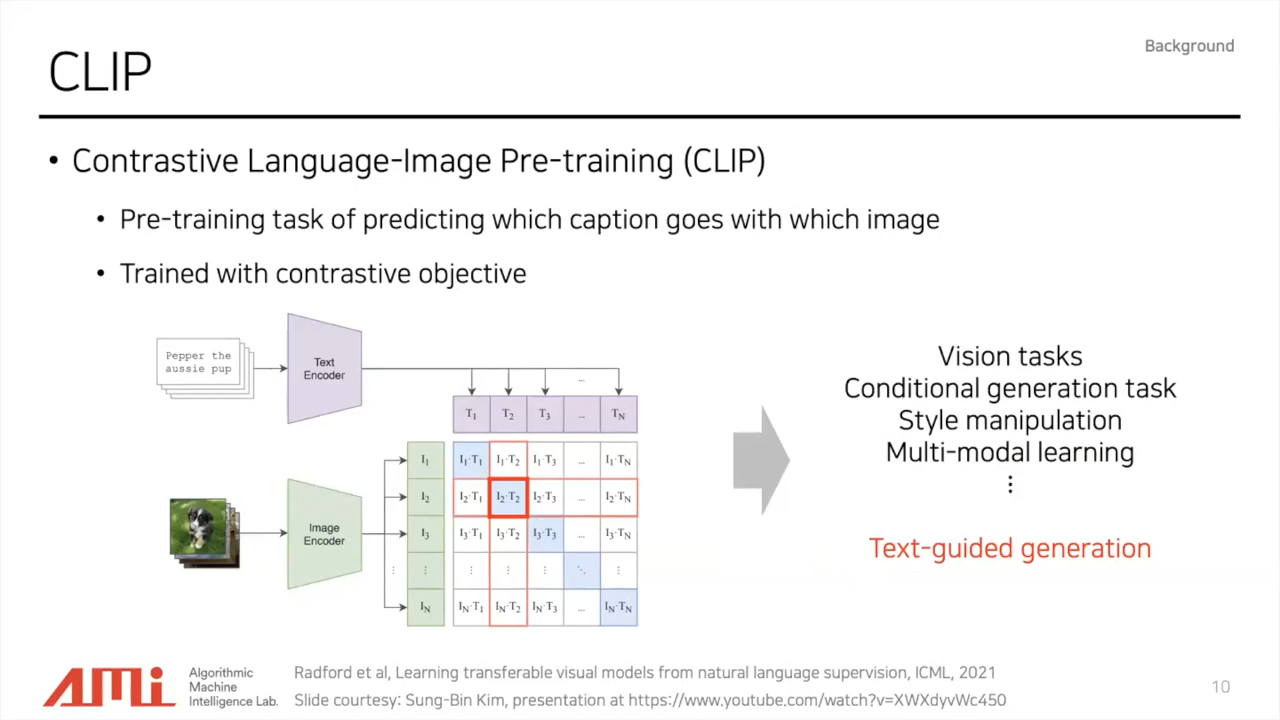 Background
CLIP
• Contrastive Language-Image Pre-training (CLIP)
• Pre-training task of predicting which caption goes with which image
• Trained with contrastive objective
Pepper the
aussie pup
Text
Encoder
...
T₁ T₂ T₃ ... T_N
Image
Encoder
I₁ I₁·T₁ I₁·T₂ I₁·T₃ ... I₁·T_N
I₂ I₂·T₁ I₂·T₂ I₂·T₃ ... I₂·T_N
I₃ I₃·T₁ I₃·T₂ I₃·T₃ ... I₃·T_N
⋮ ⋮ ⋮ ⋮ ⋮ ⋱ ⋮
I_N I_N·T₁ I_N·T₂ I_N·T₃ ... I_N·T_N
Vision tasks
Conditional generation task
Style manipulation
Multi-modal learning
⋮
Text-guided generation
AMi
Algorithmic
Machine
Intelligence Lab.
Radford et al, Learning transferable visual models from natural language supervision, ICML, 2021
Slide courtesy: Sung-Bin Kim, presentation at https://www.youtube.com/watch?v=XWXdyvWc450
10